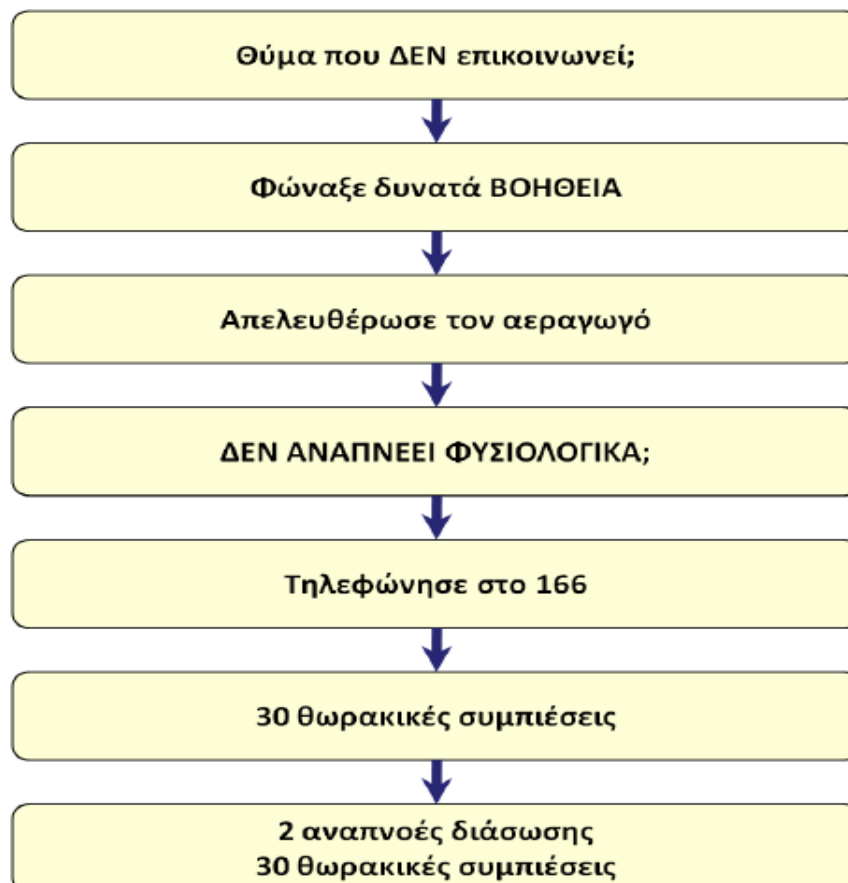 Θύμα που ΔΕΝ επικοινωνεί;
Φώναξε δυνατά ΒΟΗΘΕΙΑ
Απελευθέρωσε τον αεραγωγό
ΔΕΝ ΑΝΑΠΝΕΕΙ ΦΥΣΙΟΛΟΓΙΚΑ;
Τηλεφώνησε στο 166
30 θωρακικές συμπιέσεις
2 αναπνοές διάσωσης
30 θωρακικές συμπιέσεις